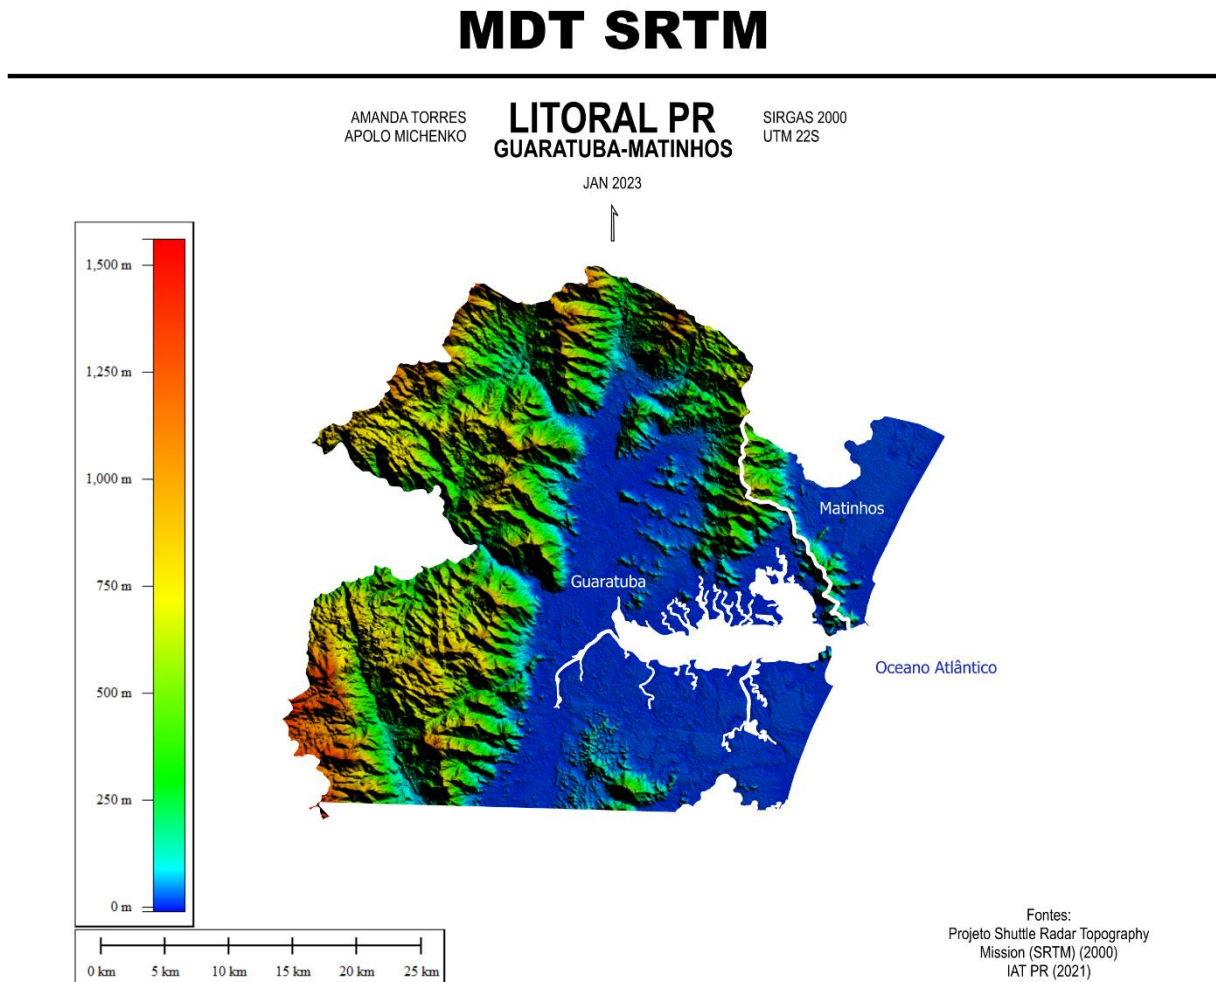 MDT SRTM
AMANDA TORRES
APOLO MICHENKO
LITORAL PR
GUARATUBA-MATINHOS
SIRGAS 2000
UTM 22S
JAN 2023
1,500 m
1,250 m
1,000 m
750 m
500 m
250 m
0 m
Matinhos
Guaratuba
Oceano Atlântico
0 km 5 km 10 km 15 km 20 km 25 km
Fontes:
Projeto Shuttle Radar Topography
Mission (SRTM) (2000)
IAT PR (2021)